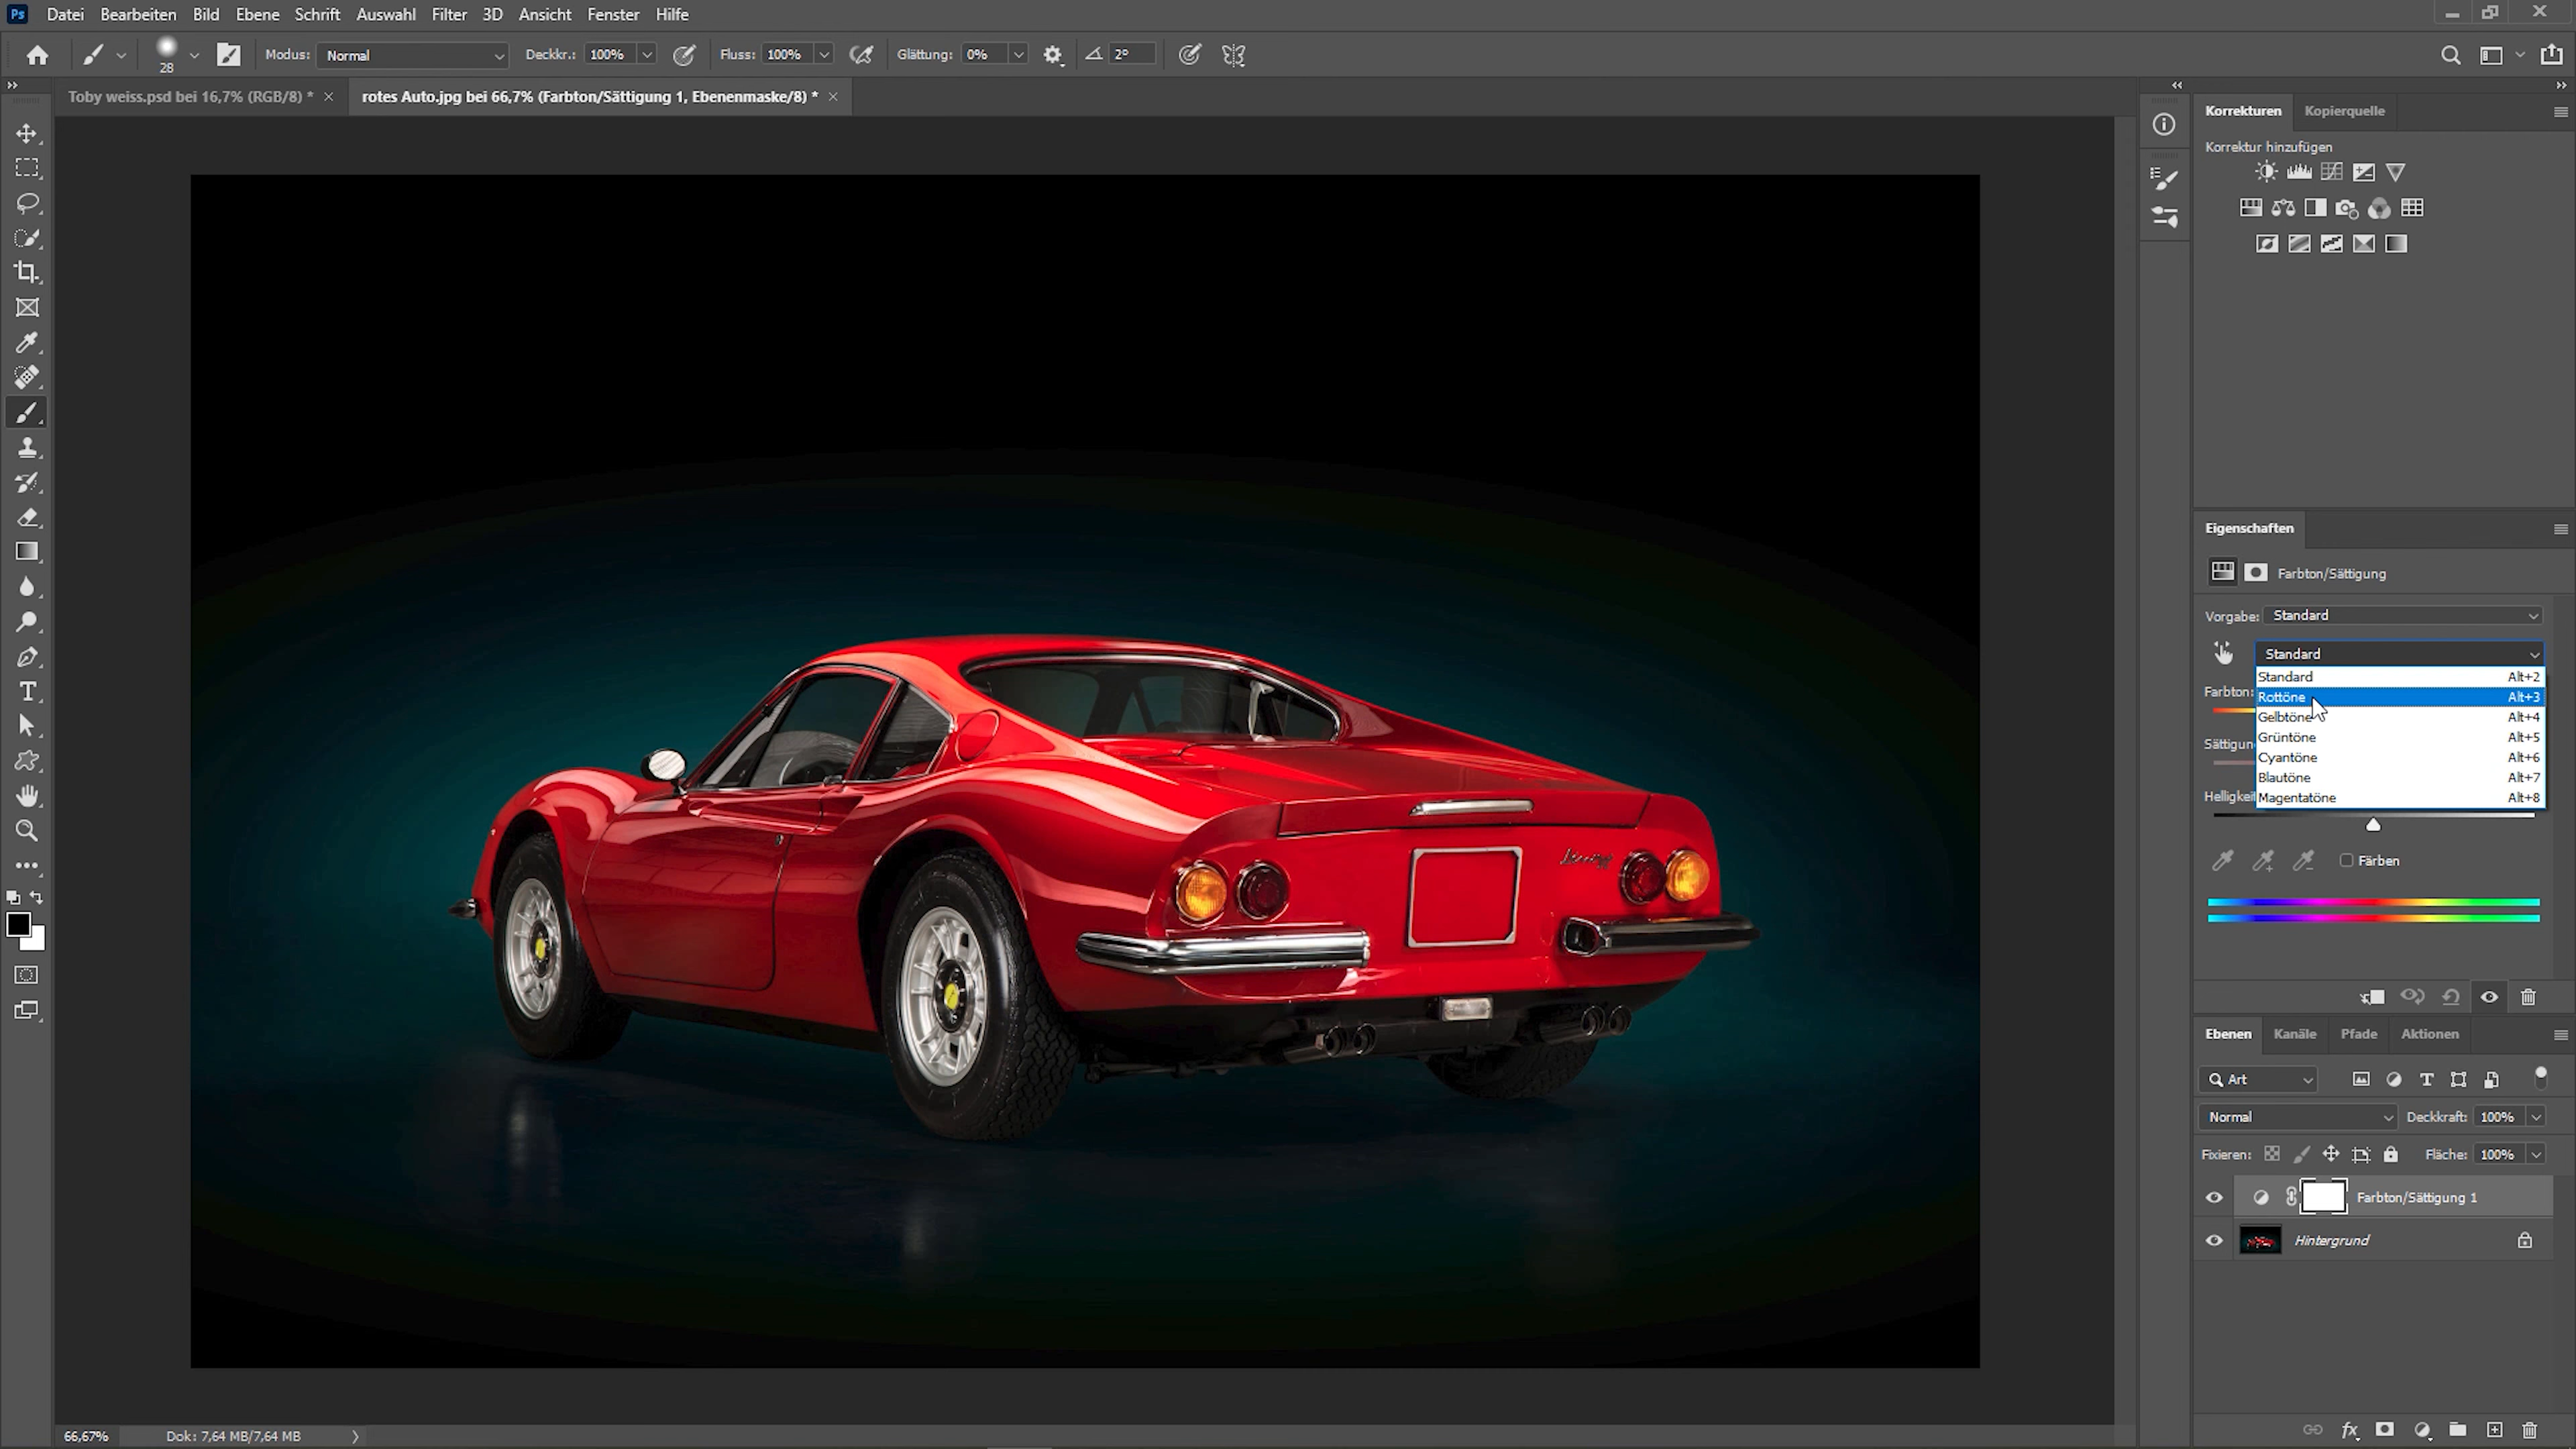 Ps Datei Bearbeiten Bild Ebene Schrift Auswahl Filter 3D Ansicht Fenster Hilfe
28 Modus: Normal Deckkr.: 100% Fluss: 100% Glättung: 0% 2°
Toby weiss.psd bei 16,7% (RGB/8) * rotes Auto.jpg bei 66,7% (Farbton/Sättigung 1, Ebenenmaske/8) *
Korrekturen Kopierquelle
Korrektur hinzufügen
Eigenschaften
Farbton/Sättigung
Vorgabe: Standard
Standard
Standard Alt+2
Farbton: Rottöne Alt+3
Gelbtöne Alt+4
Grüntöne Alt+5
Cyantöne Alt+6
Blautöne Alt+7
Magentatöne Alt+8
Färben
Ebenen Kanäle Pfade Aktionen
Art
Normal Deckkraft: 100%
Fixieren: Fläche: 100%
Farbton/Sättigung 1
Hintergrund
66,67% Dok: 7,64 MB/7,64 MB